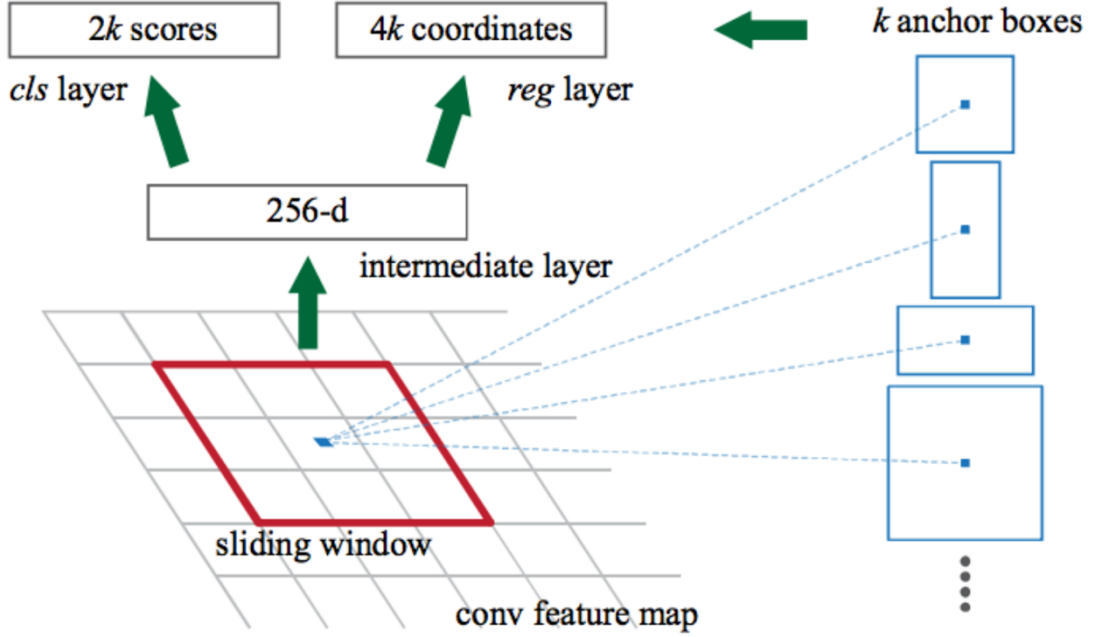 2k scores
4k coordinates
k anchor boxes
cls layer
reg layer
256-d
intermediate layer
sliding window
conv feature map